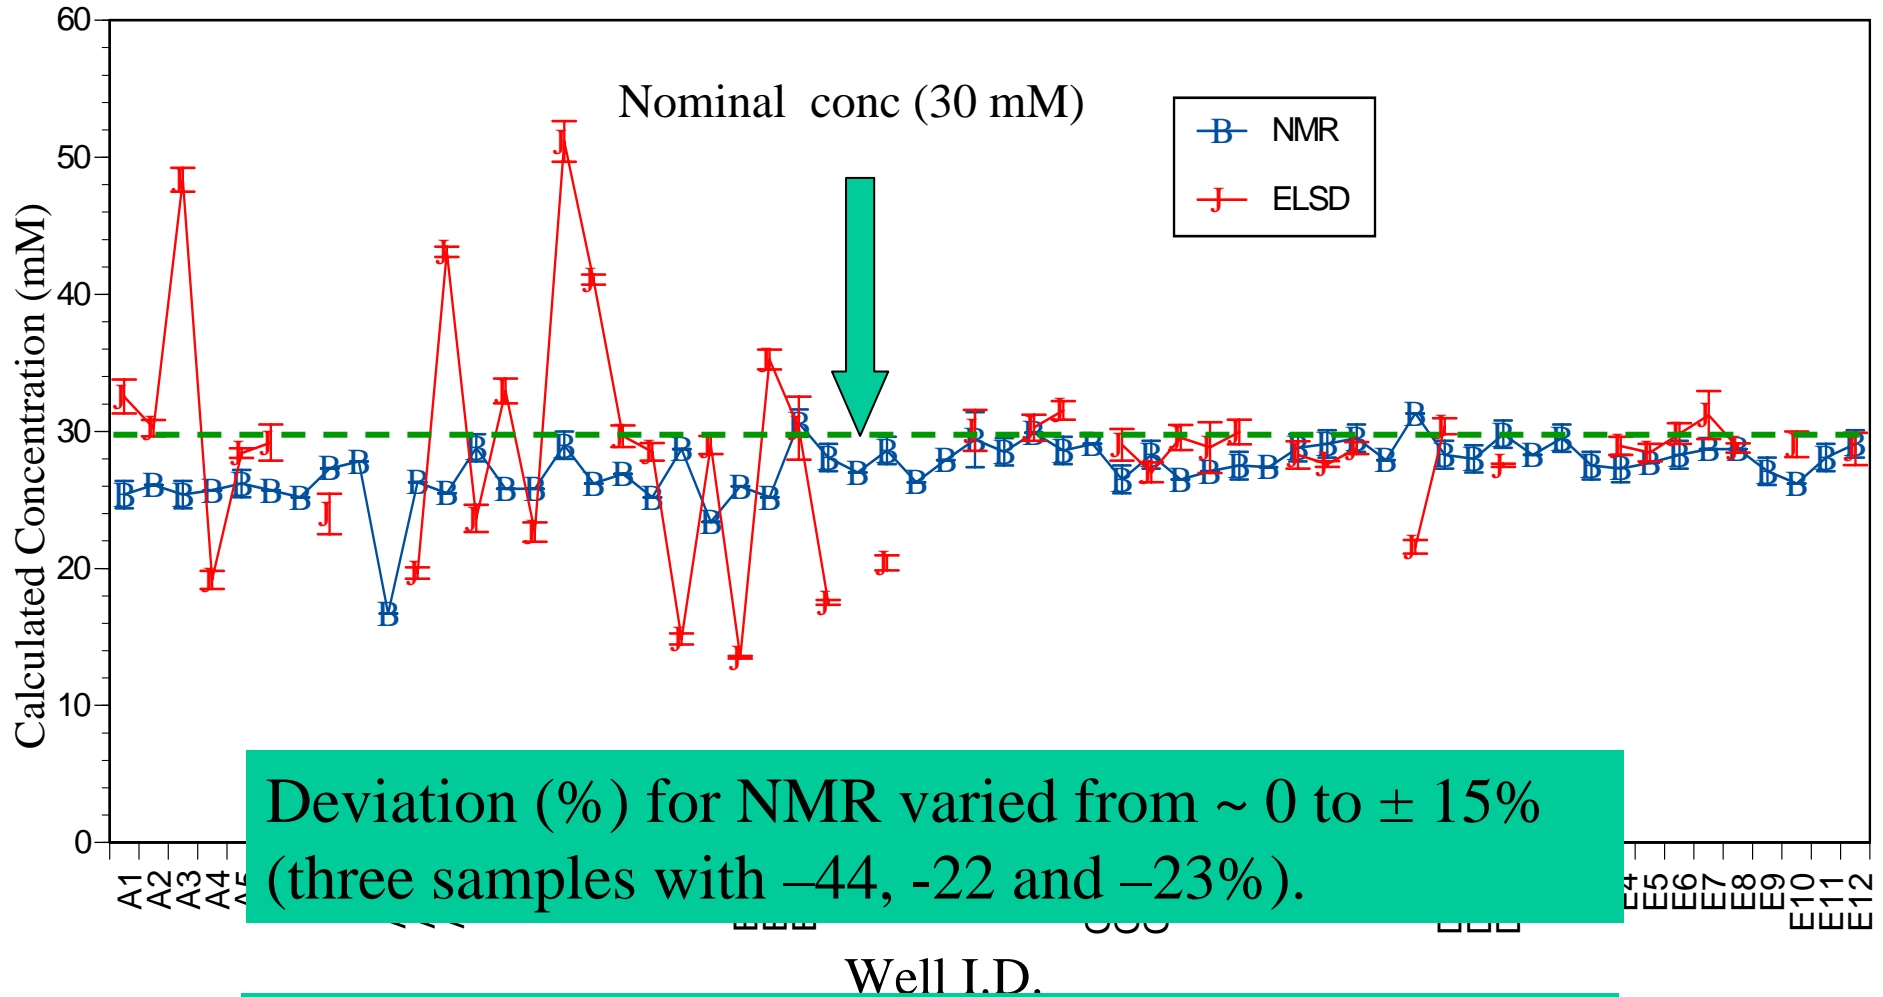 60
50
40
30
20
10
0
Calculated Concentration (mM)
Nominal conc (30 mM)
B NMR
J ELSD
Deviation (%) for NMR varied from ~ 0 to ± 15%
(three samples with –44, -22 and –23%).
A1
A2
A3
A4
E5
E6
E7
E8
E9
E10
E11
E12
Well I.D.